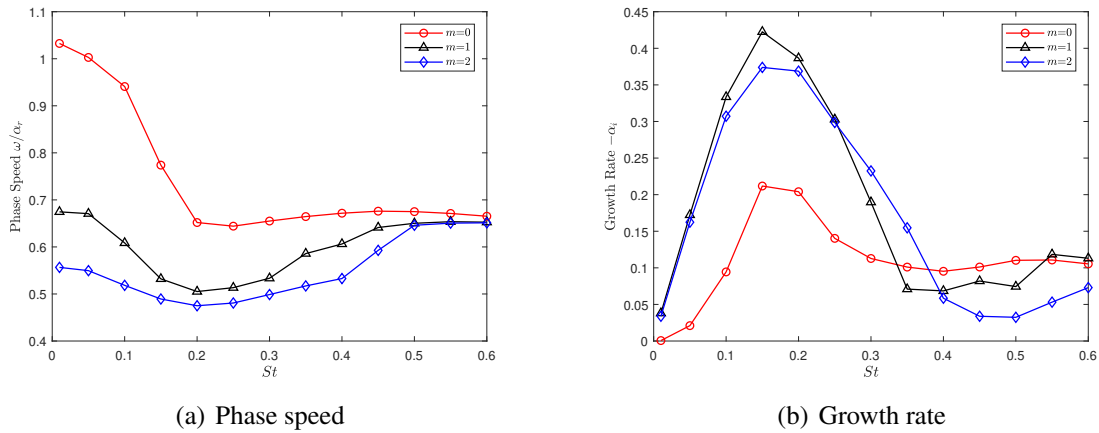 1.1
1
0.9
0.8
0.7
0.6
0.5
0.4
0 0.1 0.2 0.3 0.4 0.5 0.6
St
Phase Speed ω/α_r
m=0
m=1
m=2
(a) Phase speed
0.45
0.4
0.35
0.3
0.25
0.2
0.15
0.1
0.05
0
0 0.1 0.2 0.3 0.4 0.5 0.6
St
Growth Rate −α_i
m=0
m=1
m=2
(b) Growth rate